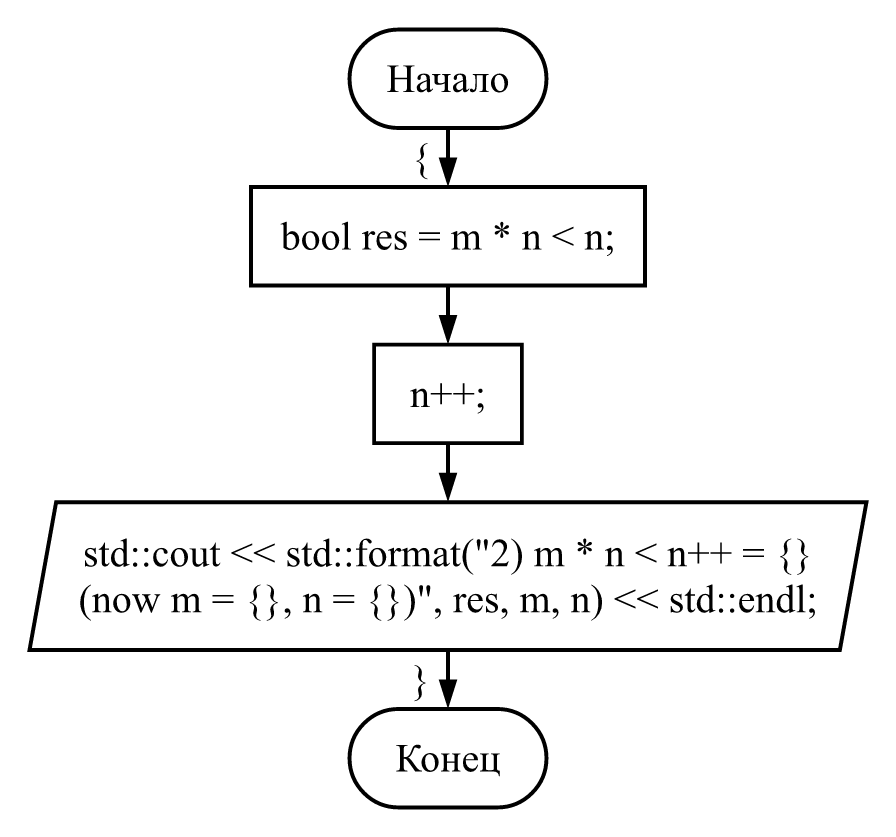 Начало
{
bool res = m * n < n;
n++;
std::cout << std::format("2) m * n < n++ = {}
(now m = {}, n = {})", res, m, n) << std::endl;
}
Конец